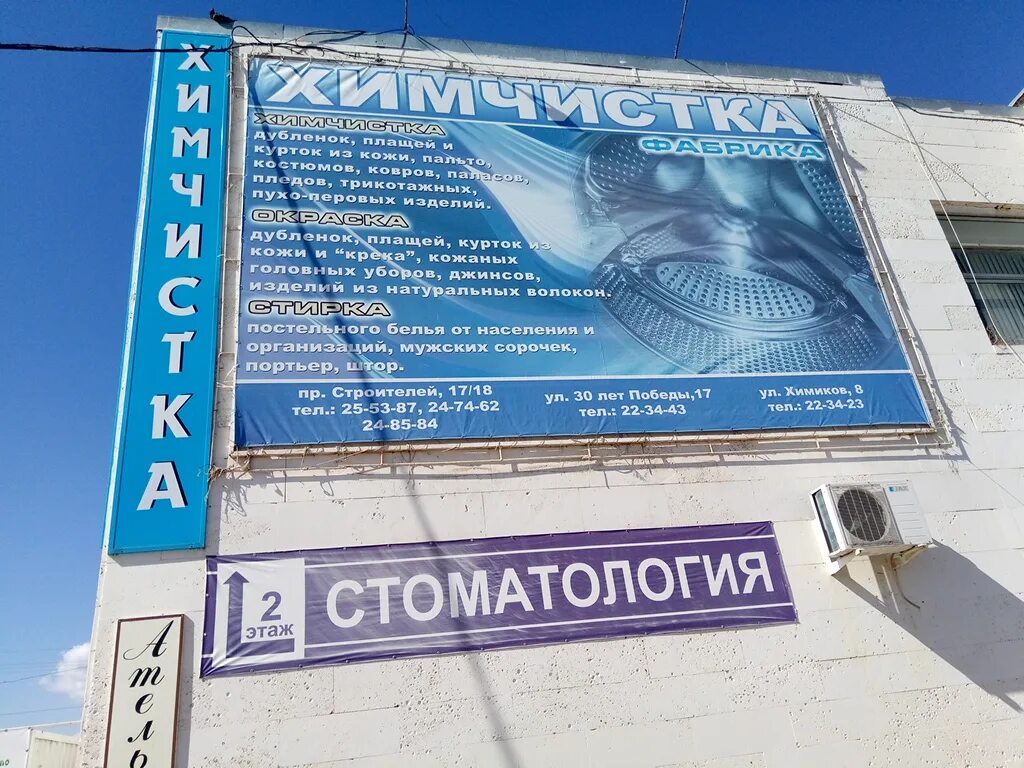 ХИМЧИСТКА
ХИМЧИСТКА
ФАБРИКА
ХИМЧИСТКА
дубленок, плащей и
курток из кожи, пальто,
костюмов, ковров, паласов,
пледов, трикотажных,
пухо-перовых изделий.
ОКРАСКА
дубленок, плащей, курток из
кожи и "крека", кожаных
головных уборов, джинсов,
изделий из натуральных волокон.
СТИРКА
постельного белья от населения и
организаций, мужских сорочек,
портьер, штор.
пр. Строителей, 17/18
тел.: 25-53-87, 24-74-62
24-85-84
ул. 30 лет Победы,17
тел.: 22-34-43
ул. Химиков, 8
тел.: 22-34-23
2
этаж
СТОМАТОЛОГИЯ
Ателье